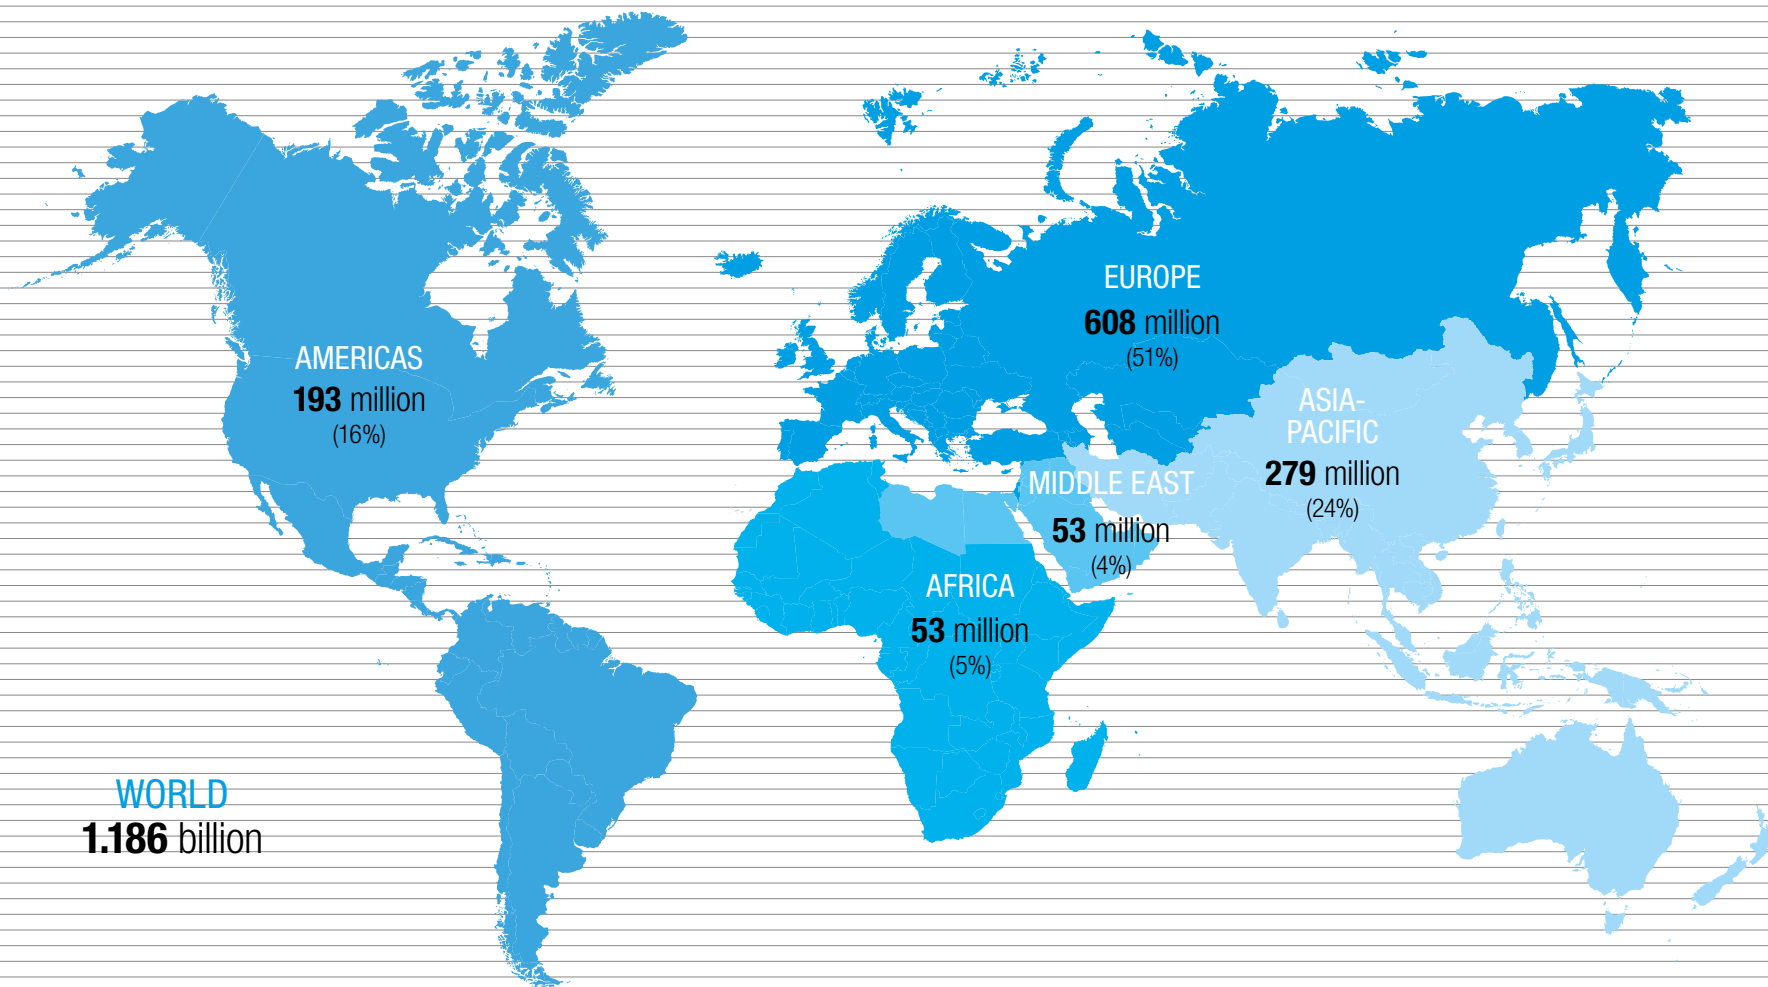 EUROPE
608 million
(51%)
AMERICAS
193 million
(16%)
ASIA-
PACIFIC
279 million
(24%)
MIDDLE EAST
53 million
(4%)
AFRICA
53 million
(5%)
WORLD
1.186 billion